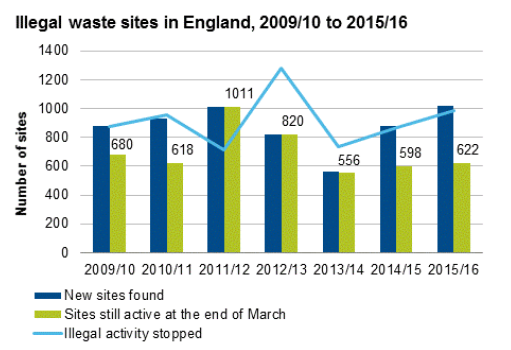 Illegal waste sites in England, 2009/10 to 2015/16
1400
1200
1000
800
600
400
200
0
Number of sites
680
618
1011
820
556
598
622
2009/10 2010/11 2011/12 2012/13 2013/14 2014/15 2015/16
New sites found
Sites still active at the end of March
Illegal activity stopped